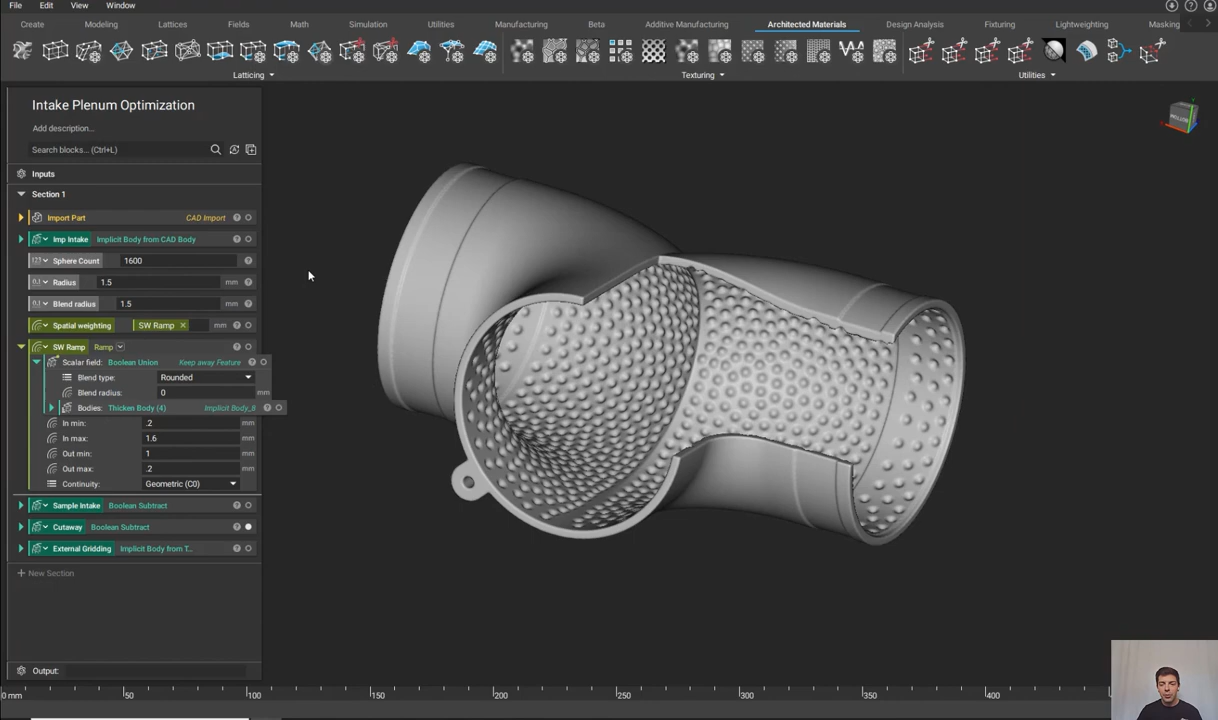 File Edit View Window
Create Modeling Lattices Fields Math Simulation Utilities Manufacturing Beta Additive Manufacturing Architected Materials Design Analysis Fixturing Lightweighting Masking
Latticing Texturing Utilities
Intake Plenum Optimization
Add description...
Search blocks... (Ctrl+L)
Inputs
Section 1
Import Part CAD Import
Imp Intake Implicit Body from CAD Body
Sphere Count 1600
Radius 1.5 mm
Blend radius 1.5 mm
Spatial weighting SW Ramp mm
SW Ramp Ramp
Scalar field: Boolean Union Keep away Feature
Blend type: Rounded
Blend radius: 0 mm
Bodies: Thicken Body (4) Implicit Body_I
In min: .2 mm
In max: 1.6 mm
Out min: 1 mm
Out max: .2 mm
Continuity: Geometric (C0)
Sample Intake Boolean Subtract
Cutaway Boolean Subtract
External Gridding Implicit Body from T...
New Section
Output:
0 mm 50 100 150 200 250 300 350 400
BOTTOM